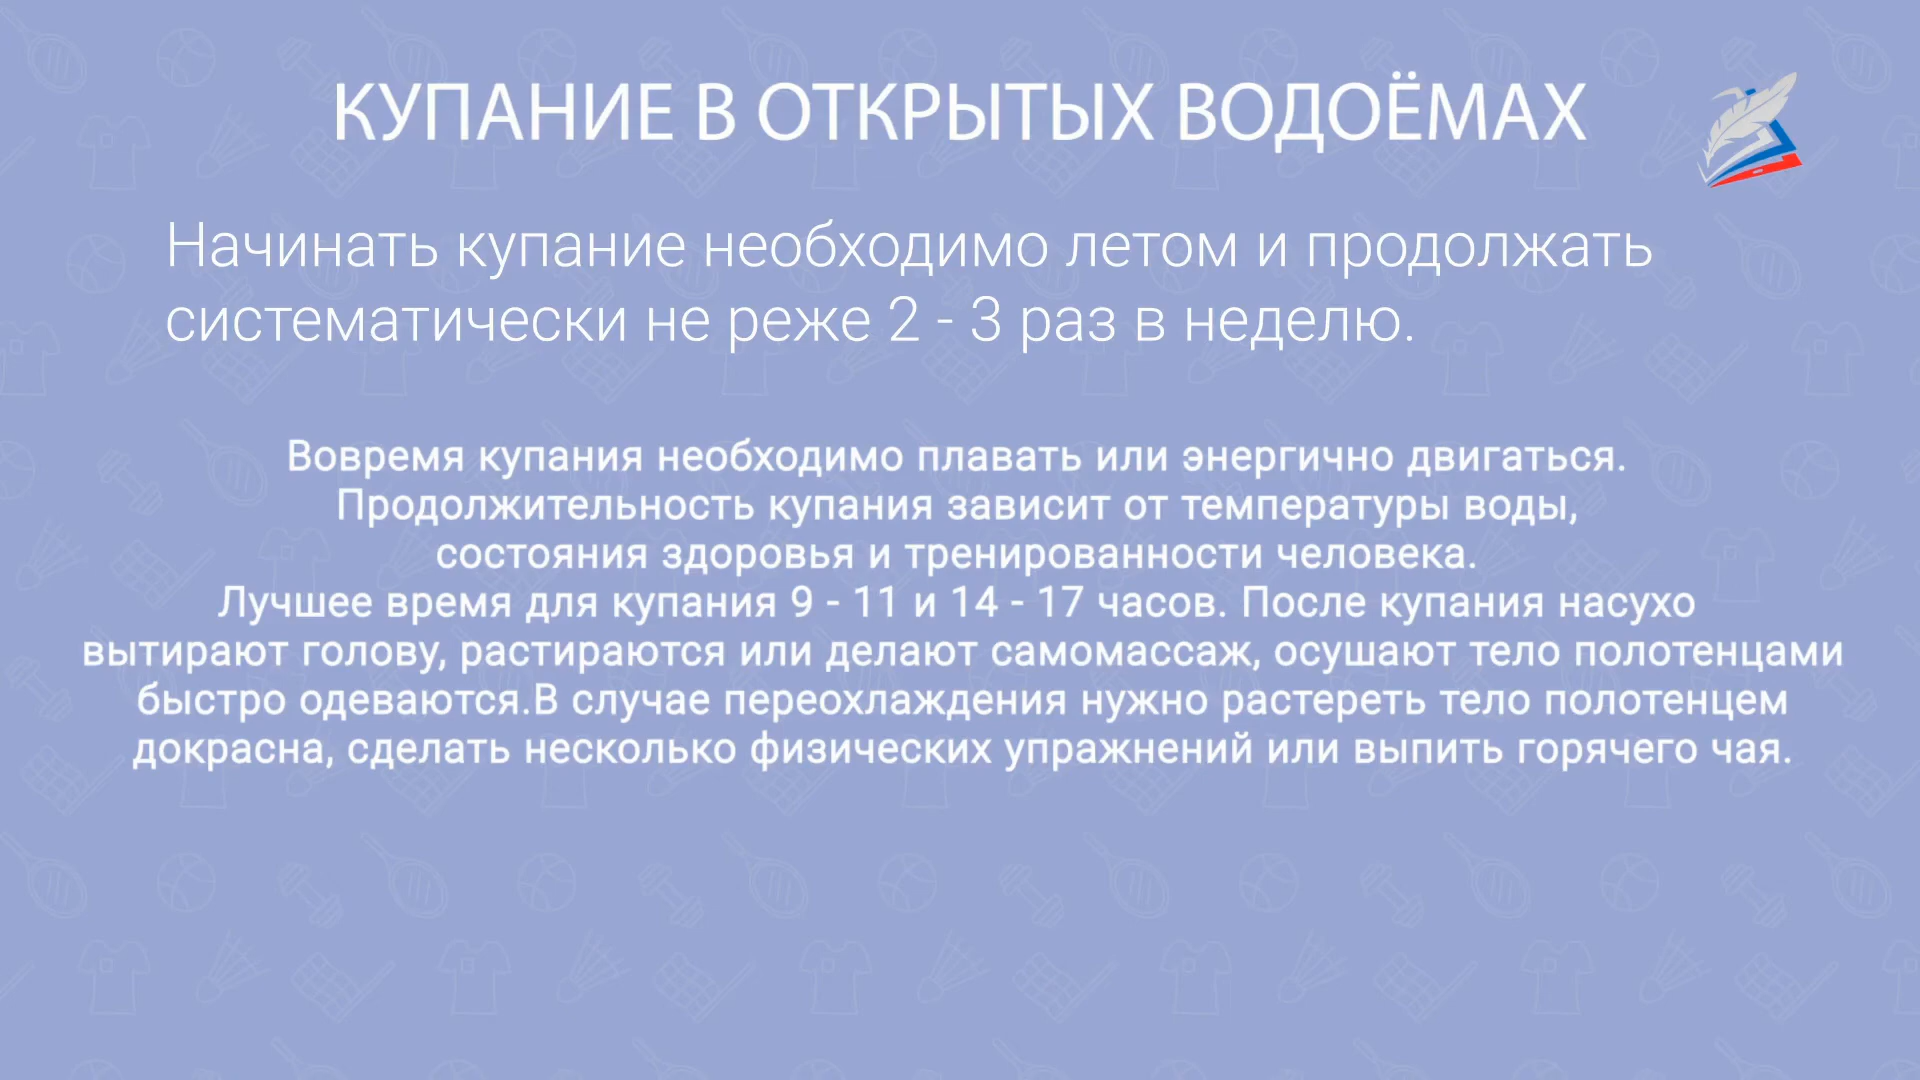 КУПАНИЕ В ОТКРЫТЫХ ВОДОЁМАХ
Начинать купание необходимо летом и продолжать
систематически не реже 2 - 3 раз в неделю.
Вовремя купания необходимо плавать или энергично двигаться.
Продолжительность купания зависит от температуры воды,
состояния здоровья и тренированности человека.
Лучшее время для купания 9 - 11 и 14 - 17 часов. После купания насухо
вытирают голову, растираются или делают самомассаж, осушают тело полотенцами
быстро одеваются.В случае переохлаждения нужно растереть тело полотенцем
докрасна, сделать несколько физических упражнений или выпить горячего чая.